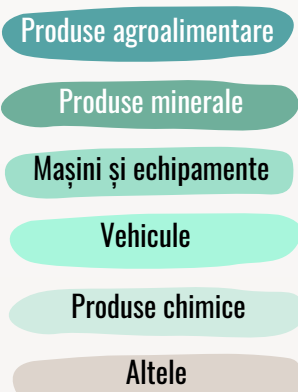 Produse agroalimentare
Produse minerale
Mașini și echipamente
Vehicule
Produse chimice
Altele